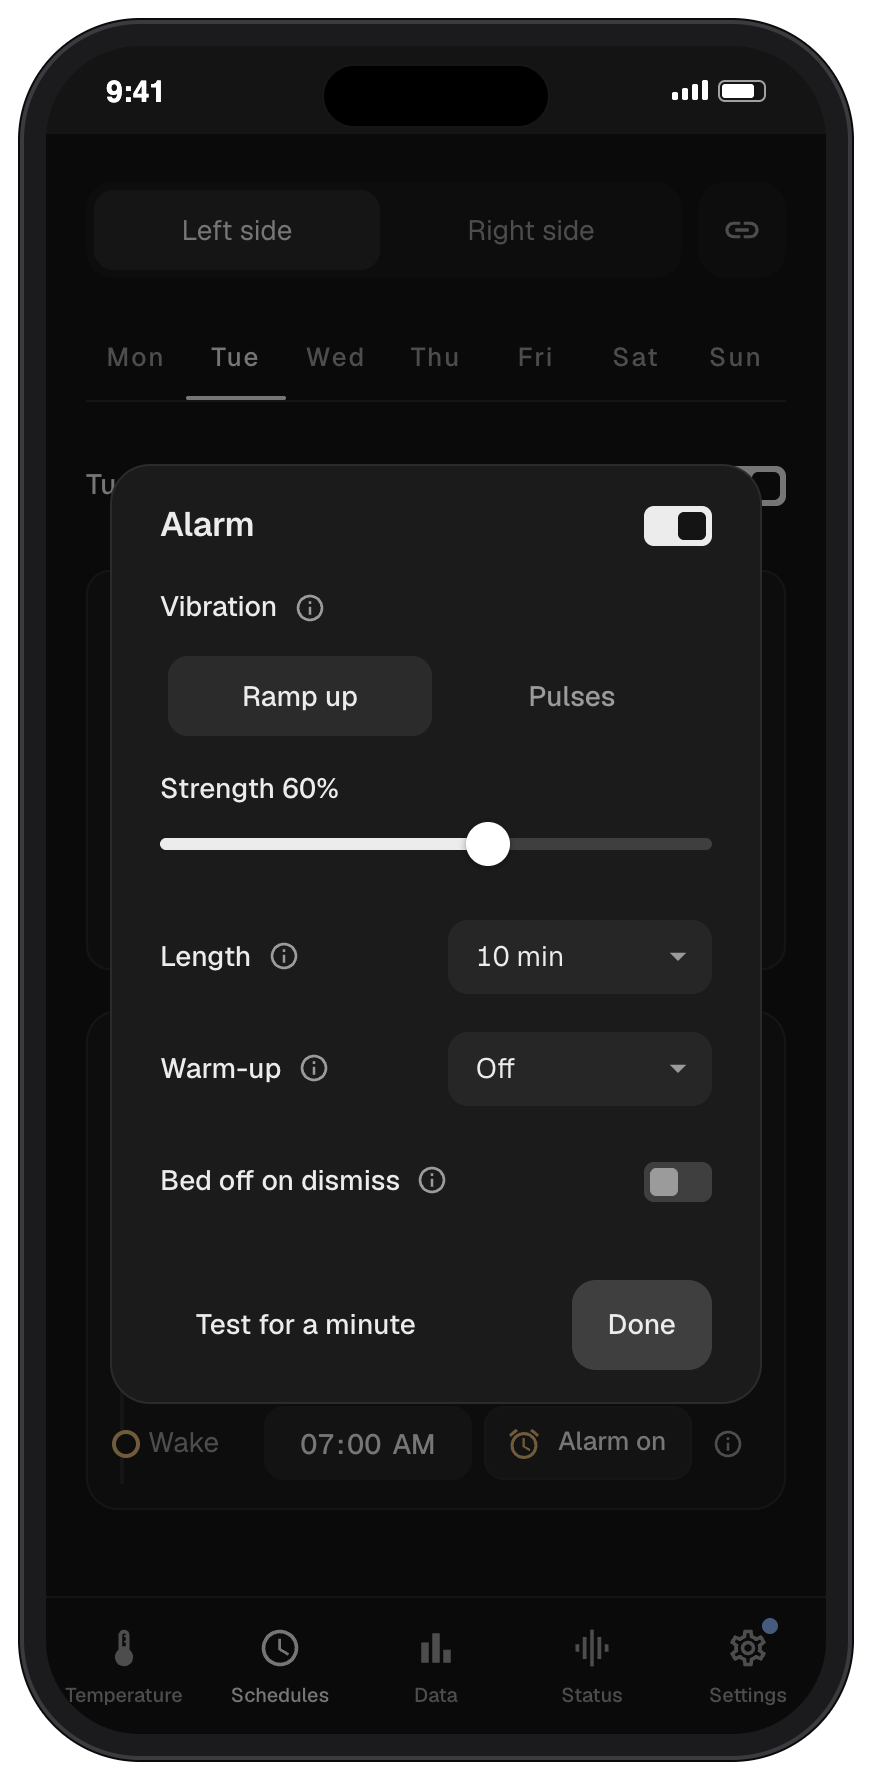 9:41
Left side Right side
Mon Tue Wed Thu Fri Sat Sun
Tu
Alarm
Vibration
Ramp up Pulses
Strength 60%
Length 10 min
Warm-up Off
Bed off on dismiss
Test for a minute Done
Wake 07:00 AM Alarm on
Temperature Schedules Data Status Settings